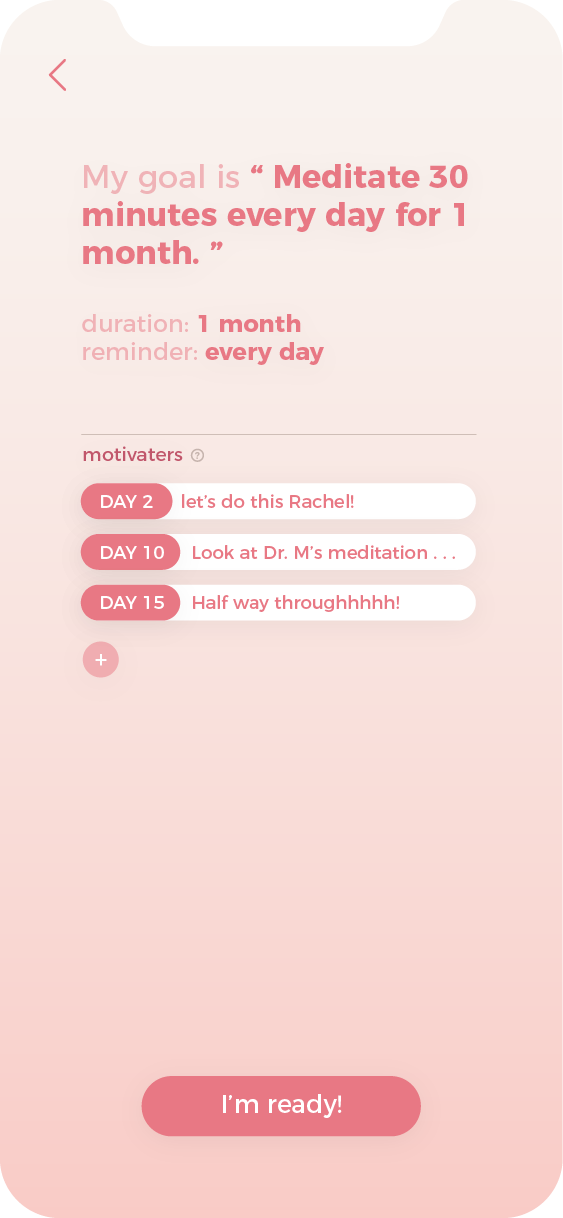 My goal is “ Meditate 30
minutes every day for 1
month. ”
duration: 1 month
reminder: every day
motivaters ?
DAY 2 let’s do this Rachel!
DAY 10 Look at Dr. M’s meditation . . .
DAY 15 Half way throughhhhh!
+
I’m ready!